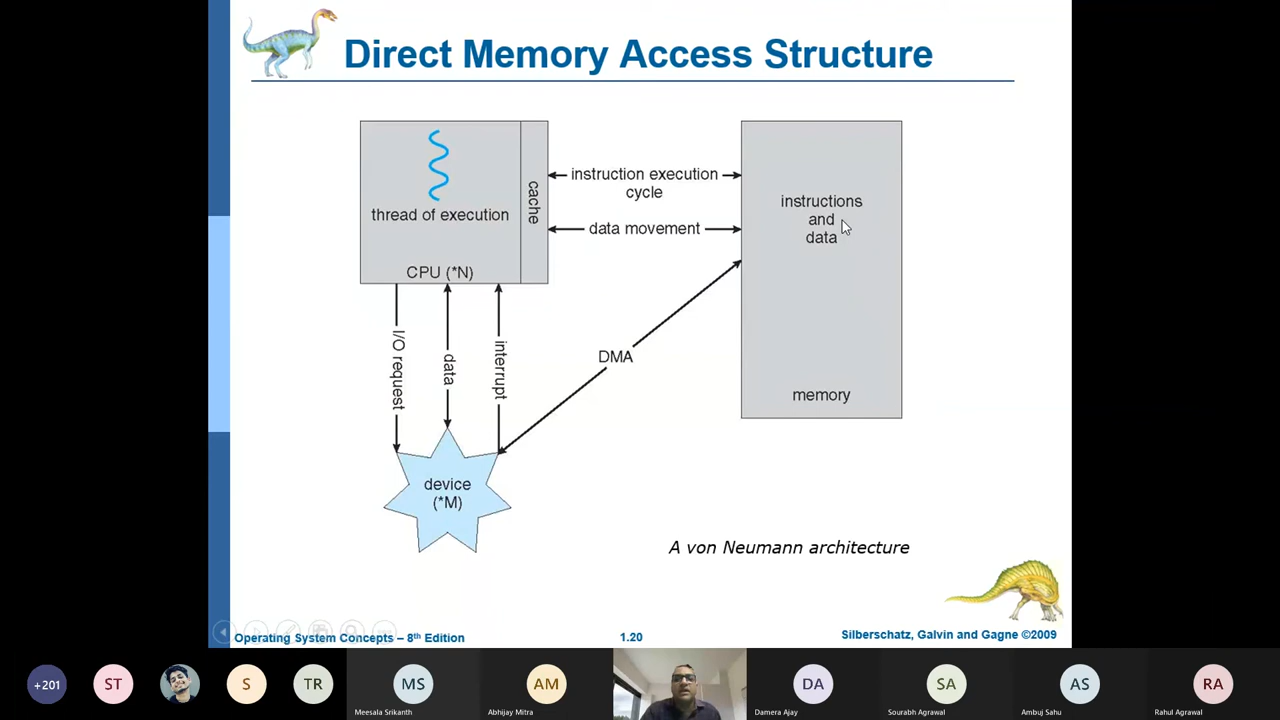 Direct Memory Access Structure
thread of execution
cache
CPU (*N)
instruction execution
cycle
data movement
instructions
and
data
memory
I/O request
data
interrupt
DMA
device
(*M)
A von Neumann architecture
Operating System Concepts – 8th Edition
1.20
Silberschatz, Galvin and Gagne ©2009
+201
ST
S
TR
MS
Meesala Srikanth
AM
Abhijay Mitra
DA
Damera Ajay
SA
Sourabh Agrawal
AS
Ambuj Sahu
RA
Rahul Agrawal